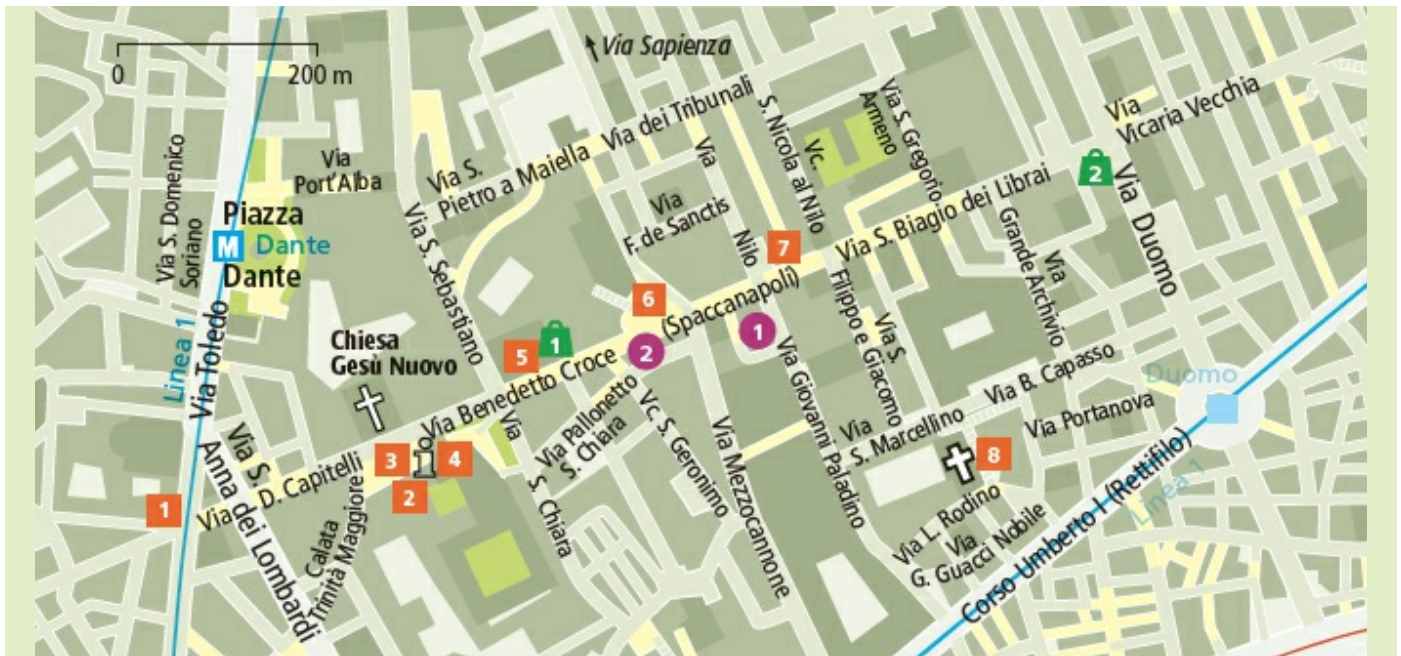 0 200 m
Via Sapienza
Via S. Domenico
Soriano
Via
Port'Alba
Piazza
M Dante
Dante
Linea 1
Via Toledo
Via S.
Pietro a Maiella
Via dei Tribunali
Via S. Sebastiano
Via
F. de Sanctis
Via
Nilo
S. Nicola al Nilo
Vc.
Via S. Gregorio
Armeno
Via
Vicaria Vecchia
2
Via Duomo
Via S. Biagio dei Librai
Grande Archivio
Via
7
6
(Spaccanapoli)
1
2
1
5
Chiesa
Gesù Nuovo
Via Benedetto Croce
Via
S. Chiara
Via Pallonetto
S. Chiara
Vc. S. Geronimo
Via Mezzocannone
Via Giovanni Paladino
Filippo e Giacomo
Via S.
Via
S. Marcellino
Via B. Capasso
Via Portanova
Duomo
Linea 1
8
Via L. Rodino
Via
G. Guacci Nobile
Corso Umberto I (Rettifilo)
1
Via S.
Anna dei Lombardi
Via D. Capitelli
3
i
4
2
Calata
Trinità Maggiore